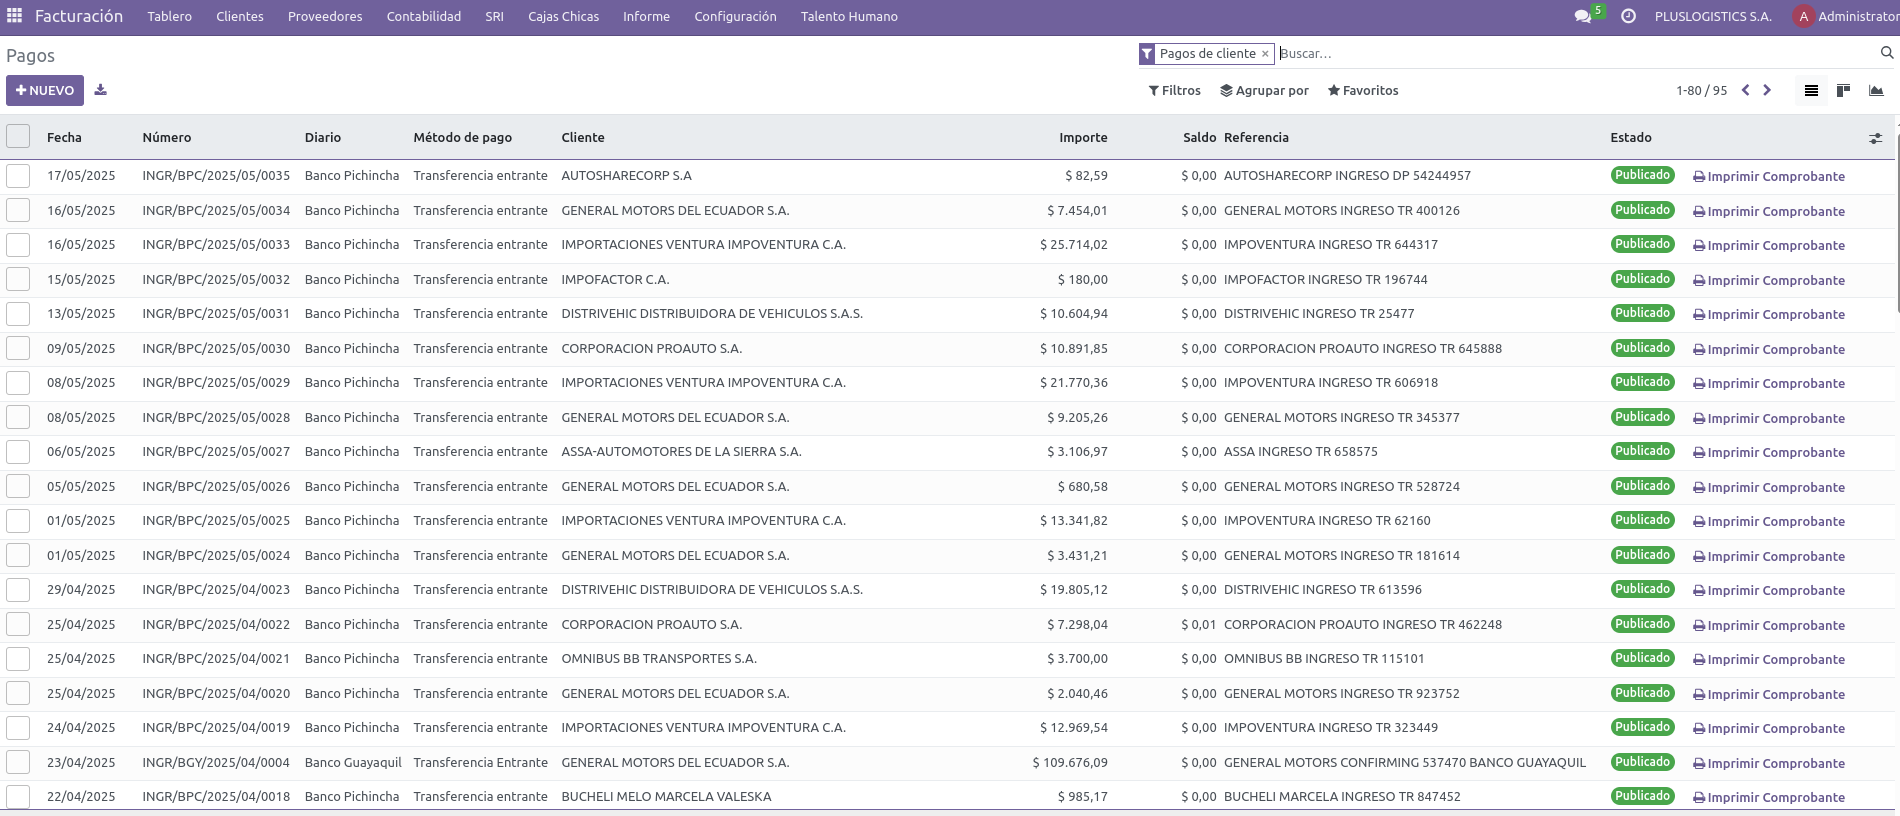 Facturación Tablero Clientes Proveedores Contabilidad SRI Cajas Chicas Informe Configuración Talento Humano 5 PLUSLOGISTICS S.A. A Administrator
Pagos Pagos de cliente × Buscar...
NUEVO Filtros Agrupar por Favoritos 1-80 / 95
Fecha Número Diario Método de pago Cliente Importe Saldo Referencia Estado
17/05/2025 INGR/BPC/2025/05/0035 Banco Pichincha Transferencia entrante AUTOSHARECORP S.A $ 82,59 $ 0,00 AUTOSHARECORP INGRESO DP 54244957 Publicado Imprimir Comprobante
16/05/2025 INGR/BPC/2025/05/0034 Banco Pichincha Transferencia entrante GENERAL MOTORS DEL ECUADOR S.A. $ 7.454,01 $ 0,00 GENERAL MOTORS INGRESO TR 400126 Publicado Imprimir Comprobante
16/05/2025 INGR/BPC/2025/05/0033 Banco Pichincha Transferencia entrante IMPORTACIONES VENTURA IMPOVENTURA C.A. $ 25.714,02 $ 0,00 IMPOVENTURA INGRESO TR 644317 Publicado Imprimir Comprobante
15/05/2025 INGR/BPC/2025/05/0032 Banco Pichincha Transferencia entrante IMPOFACTOR C.A. $ 180,00 $ 0,00 IMPOFACTOR INGRESO TR 196744 Publicado Imprimir Comprobante
13/05/2025 INGR/BPC/2025/05/0031 Banco Pichincha Transferencia entrante DISTRIVEHIC DISTRIBUIDORA DE VEHICULOS S.A.S. $ 10.604,94 $ 0,00 DISTRIVEHIC INGRESO TR 25477 Publicado Imprimir Comprobante
09/05/2025 INGR/BPC/2025/05/0030 Banco Pichincha Transferencia entrante CORPORACION PROAUTO S.A. $ 10.891,85 $ 0,00 CORPORACION PROAUTO INGRESO TR 645888 Publicado Imprimir Comprobante
08/05/2025 INGR/BPC/2025/05/0029 Banco Pichincha Transferencia entrante IMPORTACIONES VENTURA IMPOVENTURA C.A. $ 21.770,36 $ 0,00 IMPOVENTURA INGRESO TR 606918 Publicado Imprimir Comprobante
08/05/2025 INGR/BPC/2025/05/0028 Banco Pichincha Transferencia entrante GENERAL MOTORS DEL ECUADOR S.A. $ 9.205,26 $ 0,00 GENERAL MOTORS INGRESO TR 345377 Publicado Imprimir Comprobante
06/05/2025 INGR/BPC/2025/05/0027 Banco Pichincha Transferencia entrante ASSA-AUTOMOTORES DE LA SIERRA S.A. $ 3.106,97 $ 0,00 ASSA INGRESO TR 658575 Publicado Imprimir Comprobante
05/05/2025 INGR/BPC/2025/05/0026 Banco Pichincha Transferencia entrante GENERAL MOTORS DEL ECUADOR S.A. $ 680,58 $ 0,00 GENERAL MOTORS INGRESO TR 528724 Publicado Imprimir Comprobante
01/05/2025 INGR/BPC/2025/05/0025 Banco Pichincha Transferencia entrante IMPORTACIONES VENTURA IMPOVENTURA C.A. $ 13.341,82 $ 0,00 IMPOVENTURA INGRESO TR 62160 Publicado Imprimir Comprobante
01/05/2025 INGR/BPC/2025/05/0024 Banco Pichincha Transferencia entrante GENERAL MOTORS DEL ECUADOR S.A. $ 3.431,21 $ 0,00 GENERAL MOTORS INGRESO TR 181614 Publicado Imprimir Comprobante
29/04/2025 INGR/BPC/2025/04/0023 Banco Pichincha Transferencia entrante DISTRIVEHIC DISTRIBUIDORA DE VEHICULOS S.A.S. $ 19.805,12 $ 0,00 DISTRIVEHIC INGRESO TR 613596 Publicado Imprimir Comprobante
25/04/2025 INGR/BPC/2025/04/0022 Banco Pichincha Transferencia entrante CORPORACION PROAUTO S.A. $ 7.298,04 $ 0,01 CORPORACION PROAUTO INGRESO TR 462248 Publicado Imprimir Comprobante
25/04/2025 INGR/BPC/2025/04/0021 Banco Pichincha Transferencia entrante OMNIBUS BB TRANSPORTES S.A. $ 3.700,00 $ 0,00 OMNIBUS BB INGRESO TR 115101 Publicado Imprimir Comprobante
25/04/2025 INGR/BPC/2025/04/0020 Banco Pichincha Transferencia entrante GENERAL MOTORS DEL ECUADOR S.A. $ 2.040,46 $ 0,00 GENERAL MOTORS INGRESO TR 923752 Publicado Imprimir Comprobante
24/04/2025 INGR/BPC/2025/04/0019 Banco Pichincha Transferencia entrante IMPORTACIONES VENTURA IMPOVENTURA C.A. $ 12.969,54 $ 0,00 IMPOVENTURA INGRESO TR 323449 Publicado Imprimir Comprobante
23/04/2025 INGR/BGY/2025/04/0004 Banco Guayaquil Transferencia Entrante GENERAL MOTORS DEL ECUADOR S.A. $ 109.676,09 $ 0,00 GENERAL MOTORS CONFIRMING 537470 BANCO GUAYAQUIL Publicado Imprimir Comprobante
22/04/2025 INGR/BPC/2025/04/0018 Banco Pichincha Transferencia entrante BUCHELI MELO MARCELA VALESKA $ 985,17 $ 0,00 BUCHELI MARCELA INGRESO TR 847452 Publicado Imprimir Comprobante